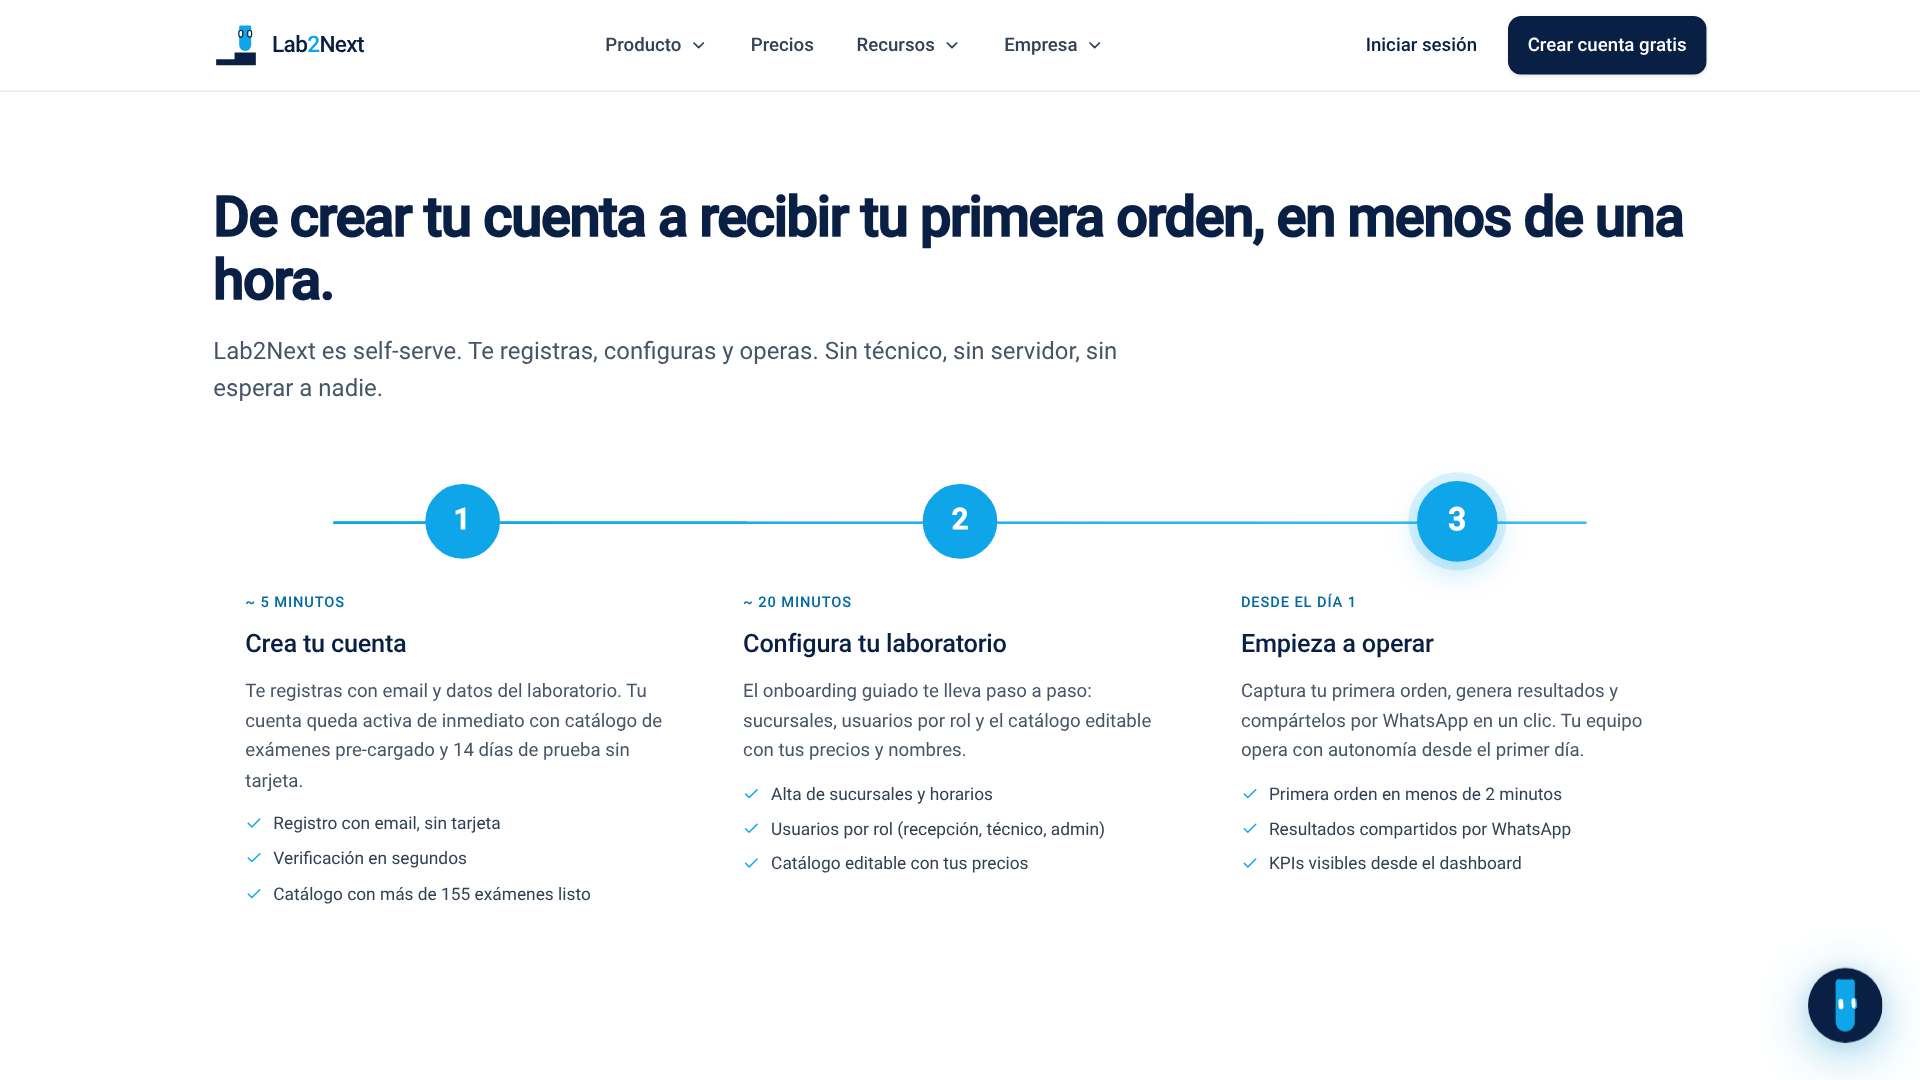 Lab2Next
Producto
Precios
Recursos
Empresa
Iniciar sesión
Crear cuenta gratis
De crear tu cuenta a recibir tu primera orden, en menos de una
hora.
Lab2Next es self-serve. Te registras, configuras y operas. Sin técnico, sin servidor, sin
esperar a nadie.
1
2
3
~ 5 MINUTOS
Crea tu cuenta
Te registras con email y datos del laboratorio. Tu
cuenta queda activa de inmediato con catálogo de
exámenes pre-cargado y 14 días de prueba sin
tarjeta.
Registro con email, sin tarjeta
Verificación en segundos
Catálogo con más de 155 exámenes listo
~ 20 MINUTOS
Configura tu laboratorio
El onboarding guiado te lleva paso a paso:
sucursales, usuarios por rol y el catálogo editable
con tus precios y nombres.
Alta de sucursales y horarios
Usuarios por rol (recepción, técnico, admin)
Catálogo editable con tus precios
DESDE EL DÍA 1
Empieza a operar
Captura tu primera orden, genera resultados y
compártelos por WhatsApp en un clic. Tu equipo
opera con autonomía desde el primer día.
Primera orden en menos de 2 minutos
Resultados compartidos por WhatsApp
KPIs visibles desde el dashboard